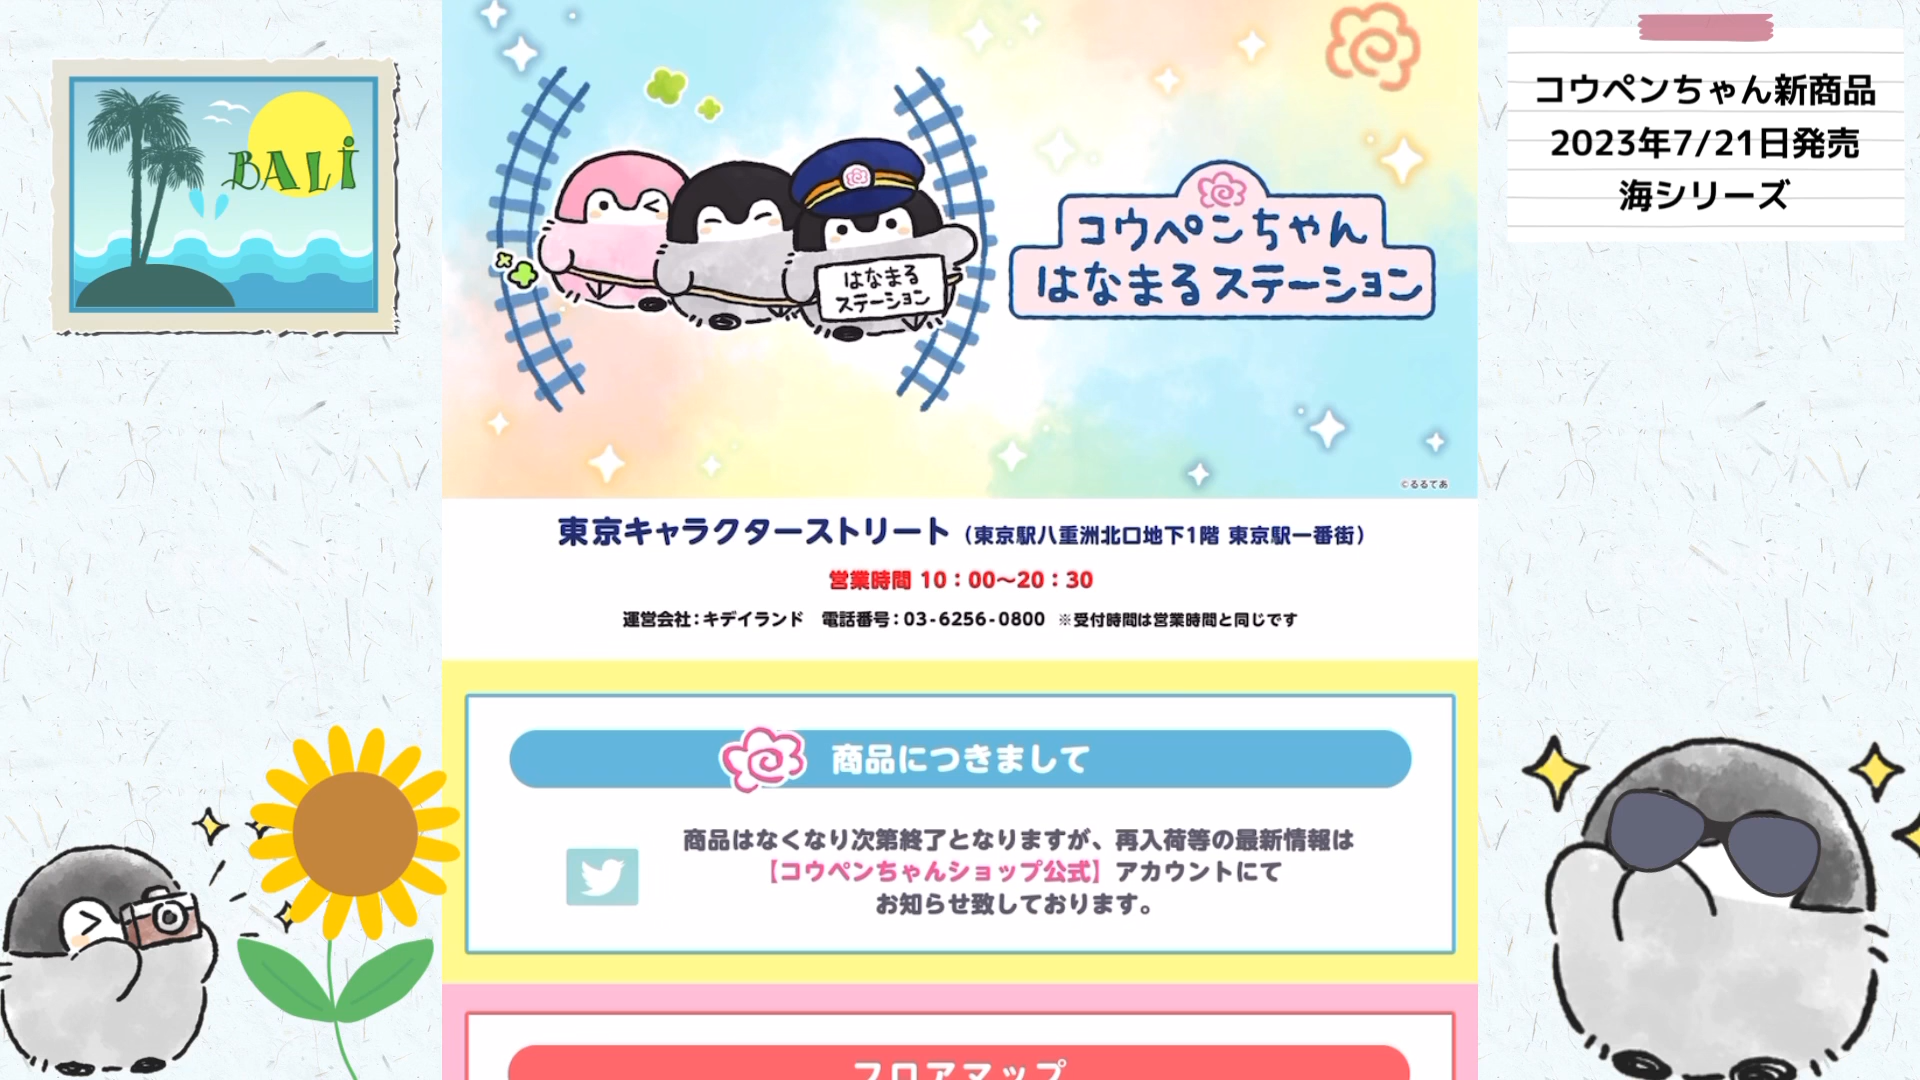 BALI
コウペンちゃん新商品
2023年7/21日発売
海シリーズ
はなまる
ステーション
コウペンちゃん
はなまるステーション
©るるてあ
東京キャラクターストリート（東京駅八重洲北口地下1階 東京駅一番街）
営業時間 10：00〜20：30
運営会社：キデイランド　電話番号：03-6256-0800 ※受付時間は営業時間と同じです
商品につきまして
商品はなくなり次第終了となりますが、再入荷等の最新情報は
【コウペンちゃんショップ公式】アカウントにて
お知らせ致しております。
フロアマップ